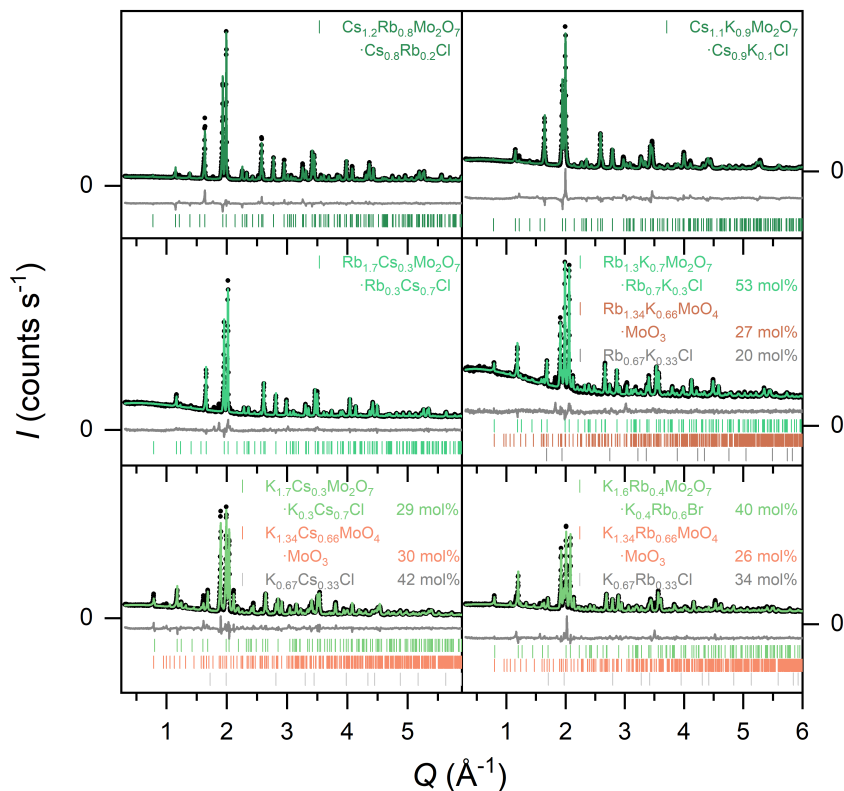 Cs1.2Rb0.8Mo2O7
·Cs0.8Rb0.2Cl
Cs1.1K0.9Mo2O7
·Cs0.9K0.1Cl
0
0
Rb1.7Cs0.3Mo2O7
·Rb0.3Cs0.7Cl
Rb1.3K0.7Mo2O7
·Rb0.7K0.3Cl 53 mol%
Rb1.34K0.66MoO4
·MoO3 27 mol%
Rb0.67K0.33Cl 20 mol%
0
0
K1.7Cs0.3Mo2O7
·K0.3Cs0.7Cl 29 mol%
K1.34Cs0.66MoO4
·MoO3 30 mol%
K0.67Cs0.33Cl 42 mol%
K1.6Rb0.4Mo2O7
·K0.4Rb0.6Br 40 mol%
K1.34Rb0.66MoO4
·MoO3 26 mol%
K0.67Rb0.33Cl 34 mol%
0
0
I (counts s-1)
1 2 3 4 5
1 2 3 4 5 6
Q (Å-1)